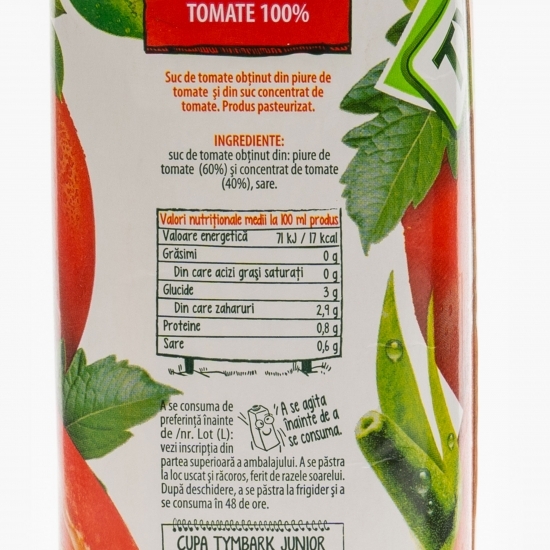 TOMATE 100%
Suc de tomate obținut din piure de
tomate și din suc concentrat de
tomate. Produs pasteurizat.
INGREDIENTE:
suc de tomate obținut din: piure de
tomate (60%) și concentrat de tomate
(40%), sare.
Valori nutriționale medii la 100 ml produs
Valoare energetică 71 kJ / 17 kcal
Grăsimi 0 g
Din care acizi grași saturați 0 g
Glucide 3 g
Din care zaharuri 2,9 g
Proteine 0,8 g
Sare 0,6 g
A se consuma de
preferință înainte
de /nr. Lot (L):
vezi inscripția din
partea superioară a ambalajului. A se păstra
la loc uscat și răcoros, ferit de razele soarelui.
După deschidere, a se păstra la frigider și a
se consuma în 48 de ore.
A se agita
înainte de a
se consuma.
CUPA TYMBARK JUNIOR